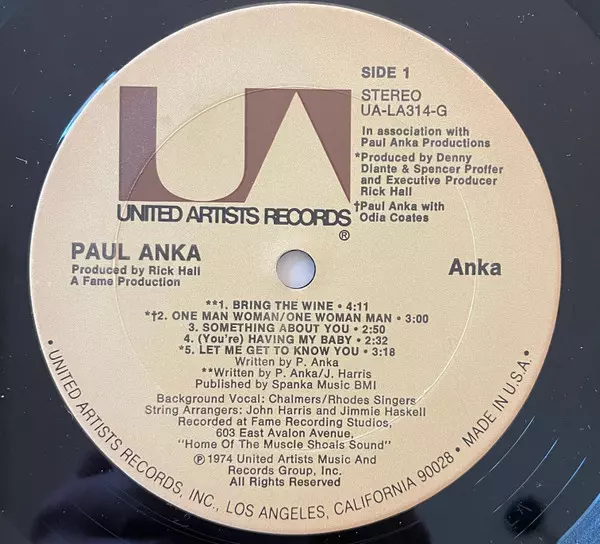 UA
UNITED ARTISTS RECORDS
®
SIDE 1
STEREO
UA-LA314-G
In association with
Paul Anka Productions
*Produced by Denny
Diante & Spencer Proffer
and Executive Producer
Rick Hall
†Paul Anka with
Odia Coates
PAUL ANKA
Produced by Rick Hall
A Fame Production
Anka
**1. BRING THE WINE • 4:11
*†2. ONE MAN WOMAN/ONE WOMAN MAN • 3:00
3. SOMETHING ABOUT YOU • 2:50
4. (You're) HAVING MY BABY • 2:32
*5. LET ME GET TO KNOW YOU • 3:18
Written by P. Anka
**Written by P. Anka/J. Harris
Published by Spanka Music BMI
Background Vocal: Chalmers/Rhodes Singers
String Arrangers: John Harris and Jimmie Haskell
Recorded at Fame Recording Studios,
603 East Avalon Avenue,
"Home Of The Muscle Shoals Sound"
℗ 1974 United Artists Music And
Records Group, Inc.
All Rights Reserved
• UNITED ARTISTS RECORDS, INC., LOS ANGELES, CALIFORNIA 90028 • MADE IN U.S.A. •